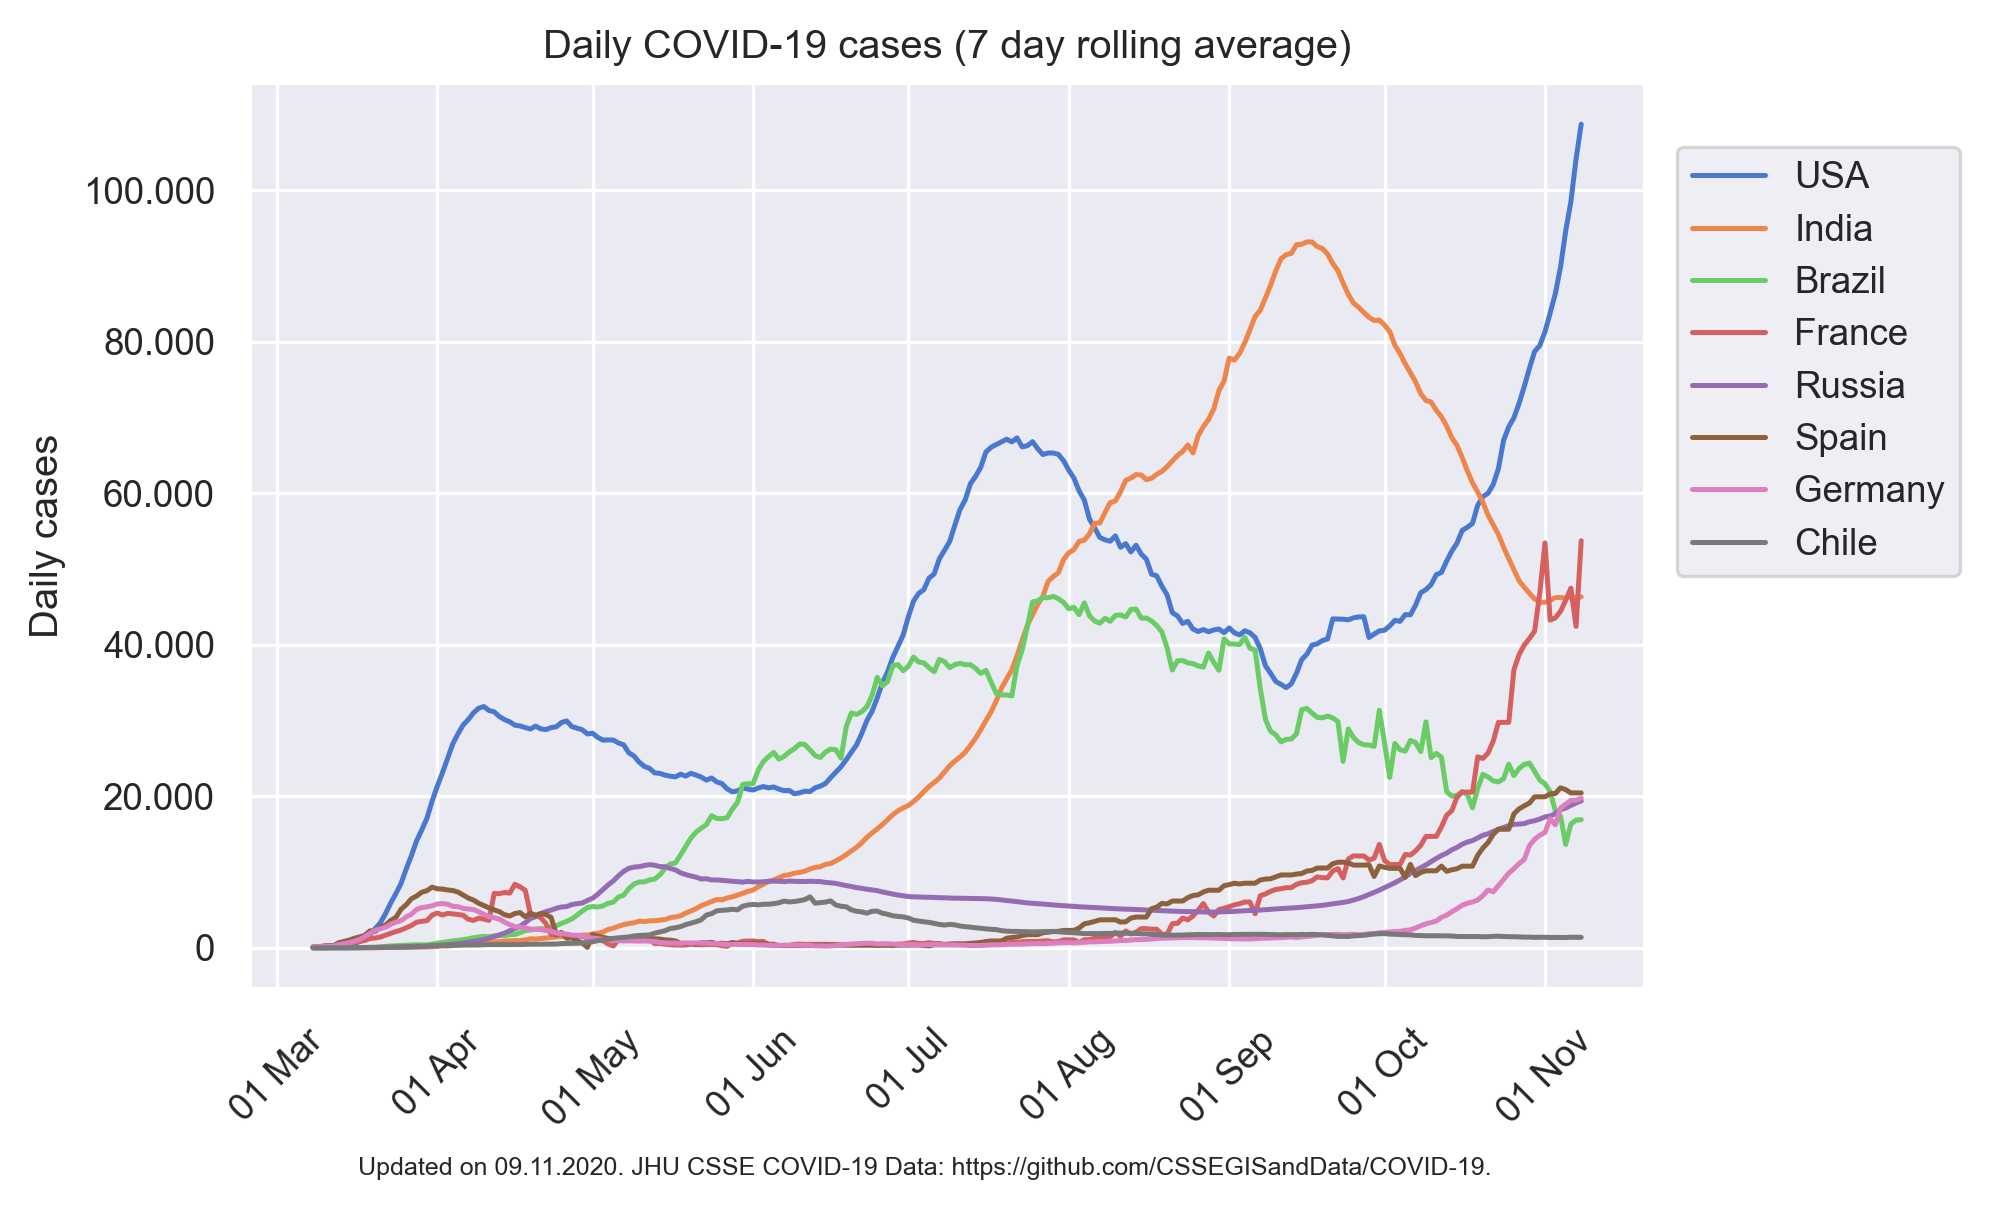 Daily COVID-19 cases (7 day rolling average)
Daily cases
100.000
80.000
60.000
40.000
20.000
0
01 Mar
01 Apr
01 May
01 Jun
01 Jul
01 Aug
01 Sep
01 Oct
01 Nov
USA
India
Brazil
France
Russia
Spain
Germany
Chile
Updated on 09.11.2020. JHU CSSE COVID-19 Data: https://github.com/CSSEGISandData/COVID-19.